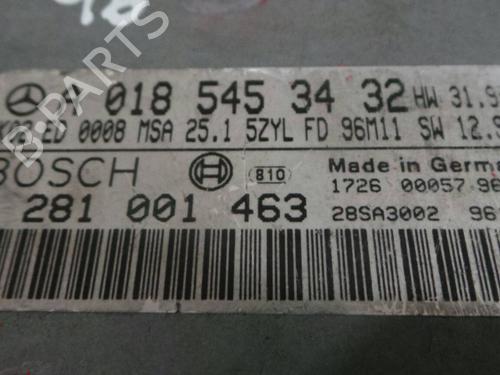 A 018 545 34 32 HW 31.9
ED 0008 MSA 25.1 5ZYL FD 96M11 SW 12.9
BOSCH 810 Made in Germ
1726 00057 96
281 001 463 28SA3002 96
B-PARTS